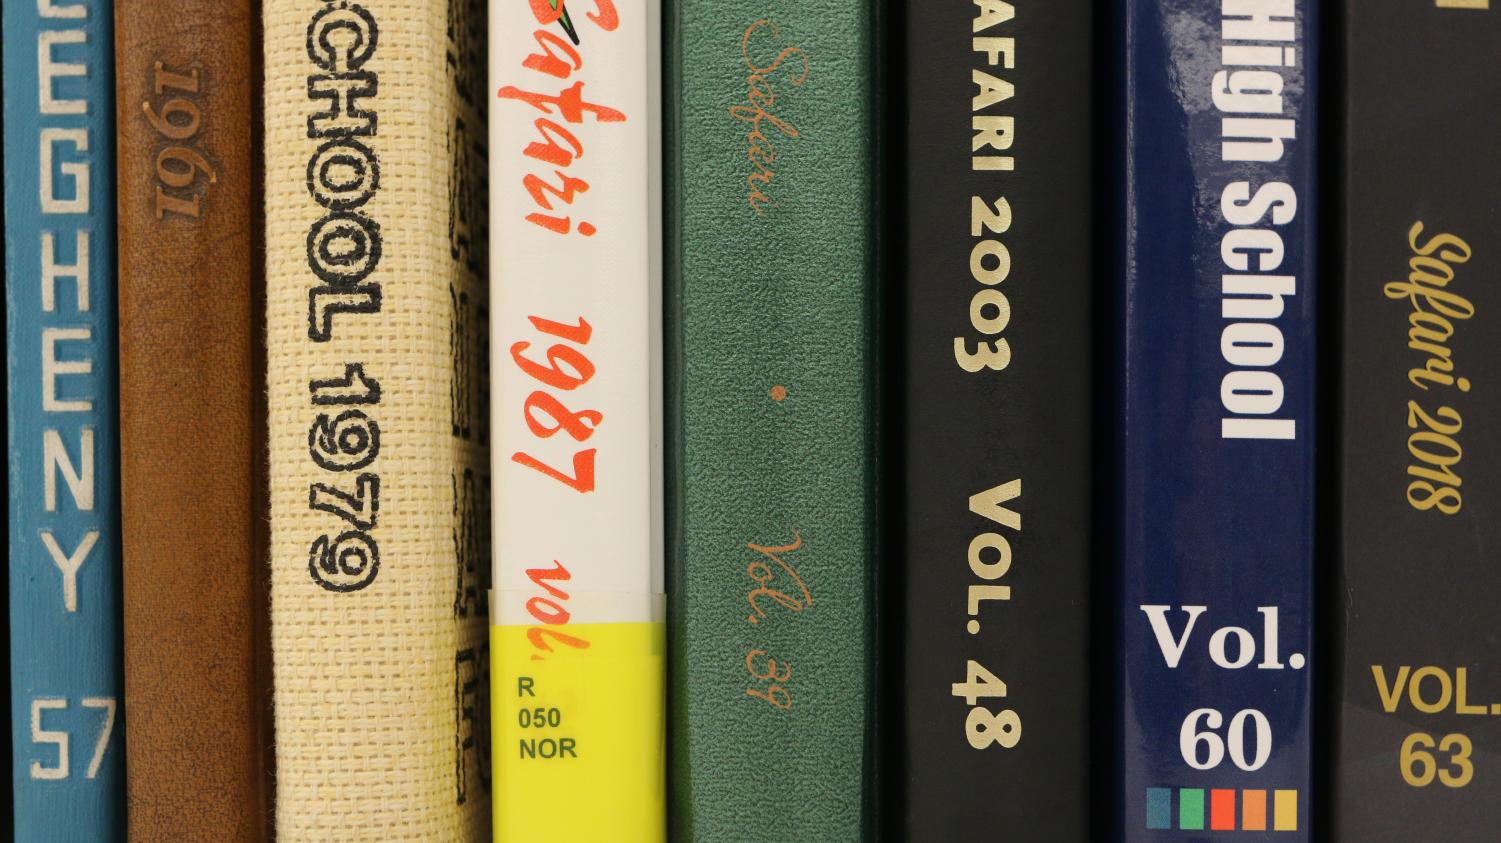 EGHENY
57
1961
CHOOL 1979
Safari 1987 vol.
R
050
NOR
Safari • Vol. 39
AFARI 2003 VOL. 48
High School
Vol.
60
Safari 2018
VOL.
63